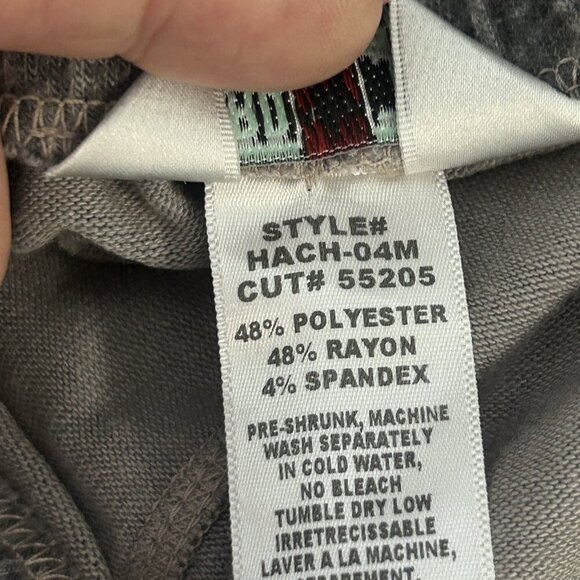 STYLE#
HACH-04M
CUT# 55205
48% POLYESTER
48% RAYON
4% SPANDEX
PRE-SHRUNK, MACHINE
WASH SEPARATELY
IN COLD WATER,
NO BLEACH
TUMBLE DRY LOW
IRRETRECISSABLE
LAVER A LA MACHINE,